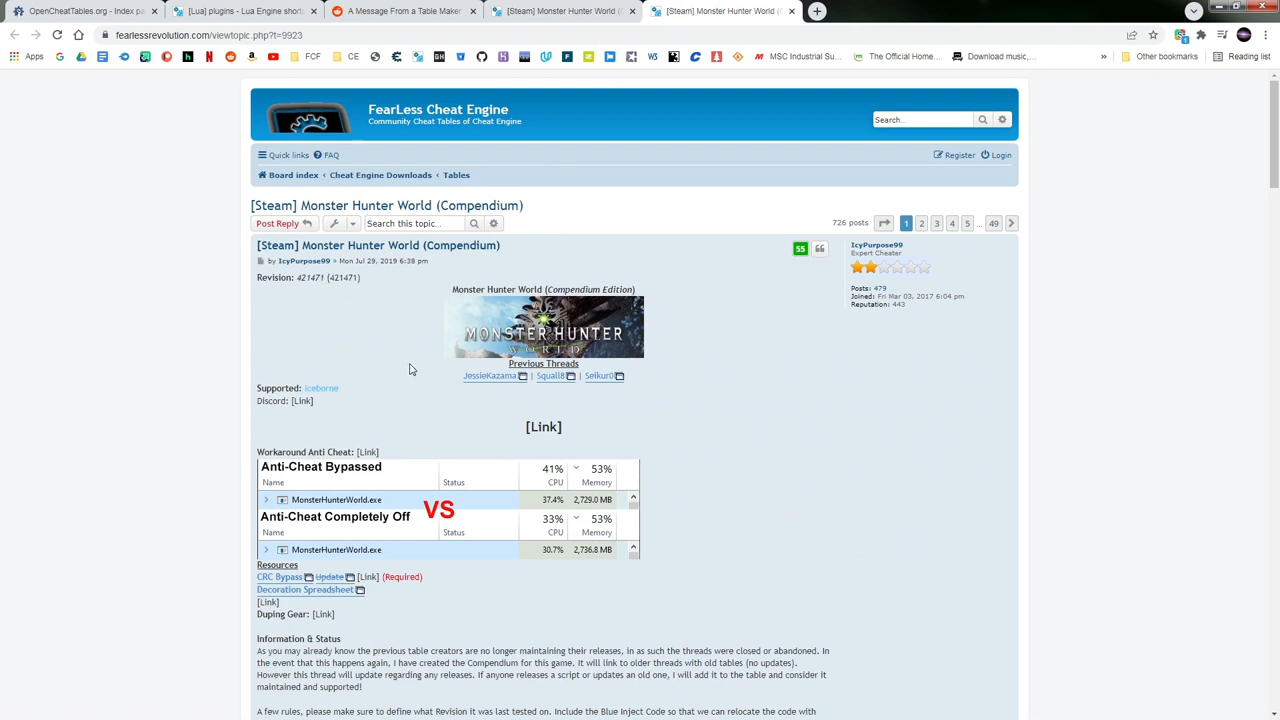 OpenCheatTables.org - Index pa
[Lua] plugins - Lua Engine short
A Message From a Table Maker
[Steam] Monster Hunter World (C
[Steam] Monster Hunter World (C
fearlessrevolution.com/viewtopic.php?t=9923
Apps
FCF
CE
MSC Industrial Su...
The Official Home...
Download music,...
»
Other bookmarks
Reading list
FearLess Cheat Engine
Community Cheat Tables of Cheat Engine
Search...
Quick links
FAQ
Register
Login
Board index ‹ Cheat Engine Downloads ‹ Tables
[Steam] Monster Hunter World (Compendium)
Post Reply
Search this topic...
726 posts
1 2 3 4 5 ... 49
[Steam] Monster Hunter World (Compendium)
by IcyPurpose99 » Mon Jul 29, 2019 6:38 pm
55
IcyPurpose99
Expert Cheater
Posts: 479
Joined: Fri Mar 03, 2017 6:04 pm
Reputation: 443
Revision: 421471 (421471)
Monster Hunter World (Compendium Edition)
MONSTER HUNTER
WORLD
Previous Threads
JessieKazama | Squall8 | Seikur0
Supported: Iceborne
Discord: [Link]
[Link]
Workaround Anti Cheat: [Link]
Anti-Cheat Bypassed 41% 53%
Name Status CPU Memory
MonsterHunterWorld.exe 37.4% 2,729.0 MB
VS
Anti-Cheat Completely Off 33% 53%
Name Status CPU Memory
MonsterHunterWorld.exe 30.7% 2,736.8 MB
Resources
CRC Bypass Update [Link] (Required)
Decoration Spreadsheet
[Link]
Duping Gear: [Link]
Information & Status
As you may already know the previous table creators are no longer maintaining their releases, in as such the threads were closed or abandoned. In
the event that this happens again, I have created the Compendium for this game. It will link to older threads with old tables (no updates).
However this thread will update regarding any releases. If anyone releases a script or updates an old one, I will add it to the table and consider it
maintained and supported!
A few rules, please make sure to define what Revision it was last tested on. Include the Blue Inject Code so that we can relocate the code with